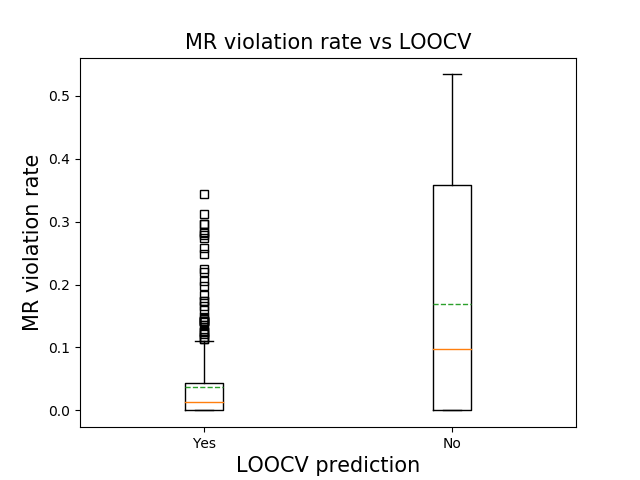 MR violation rate vs LOOCV
MR violation rate
0.5
0.4
0.3
0.2
0.1
0.0
Yes
No
LOOCV prediction